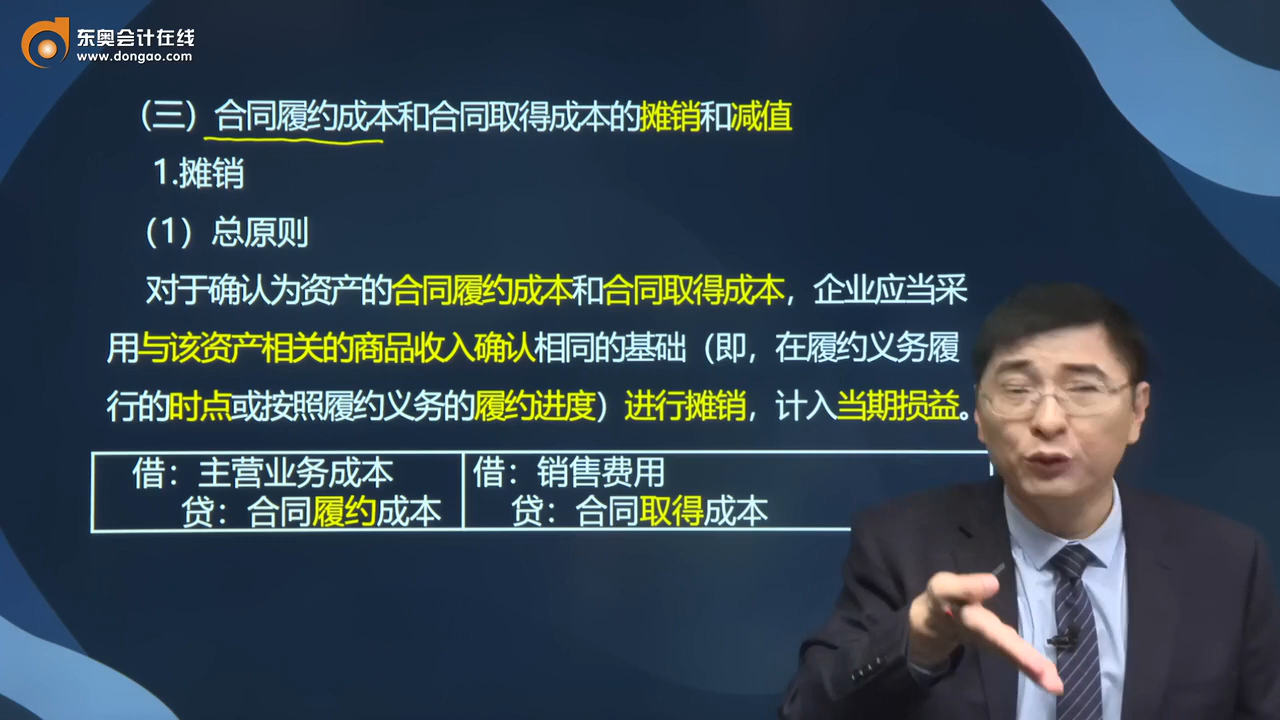 东奥会计在线
www.dongao.com
（三）合同履约成本和合同取得成本的摊销和减值
1.摊销
（1）总原则
对于确认为资产的合同履约成本和合同取得成本，企业应当采
用与该资产相关的商品收入确认相同的基础（即，在履约义务履
行的时点或按照履约义务的履约进度）进行摊销，计入当期损益。
借：主营业务成本
贷：合同履约成本
借：销售费用
贷：合同取得成本